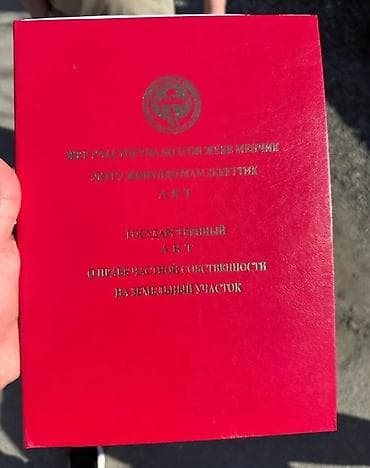 ЖЕР УЧАСТОГУНА БОЛГОН ЖЕКЕ МЕНЧИК
УКУГУ ЖӨНҮНДӨ МАМЛЕКЕТТИК
А К Т
ГОСУДАРСТВЕННЫЙ
А К Т
О ПРАВЕ ЧАСТНОЙ СОБСТВЕННОСТИ
НА ЗЕМЕЛЬНЫЙ УЧАСТОК